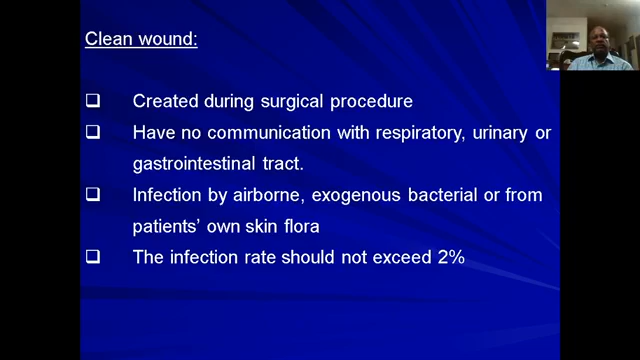 Clean wound:
❑ Created during surgical procedure
❑ Have no communication with respiratory, urinary or
gastrointestinal tract.
❑ Infection by airborne, exogenous bacterial or from
patients' own skin flora
❑ The infection rate should not exceed 2%